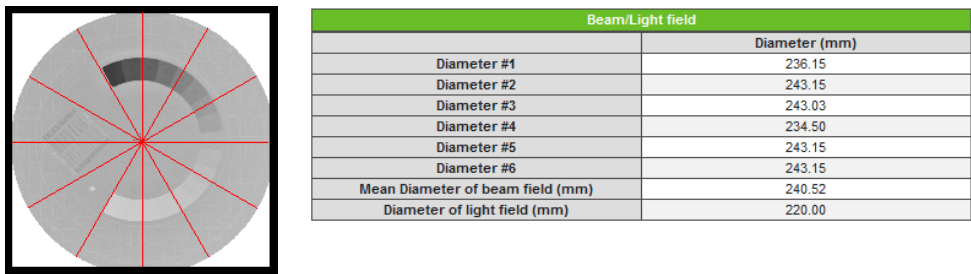 Beam/Light field
Diameter (mm)
Diameter #1 236.15
Diameter #2 243.15
Diameter #3 243.03
Diameter #4 234.50
Diameter #5 243.15
Diameter #6 243.15
Mean Diameter of beam field (mm) 240.52
Diameter of light field (mm) 220.00